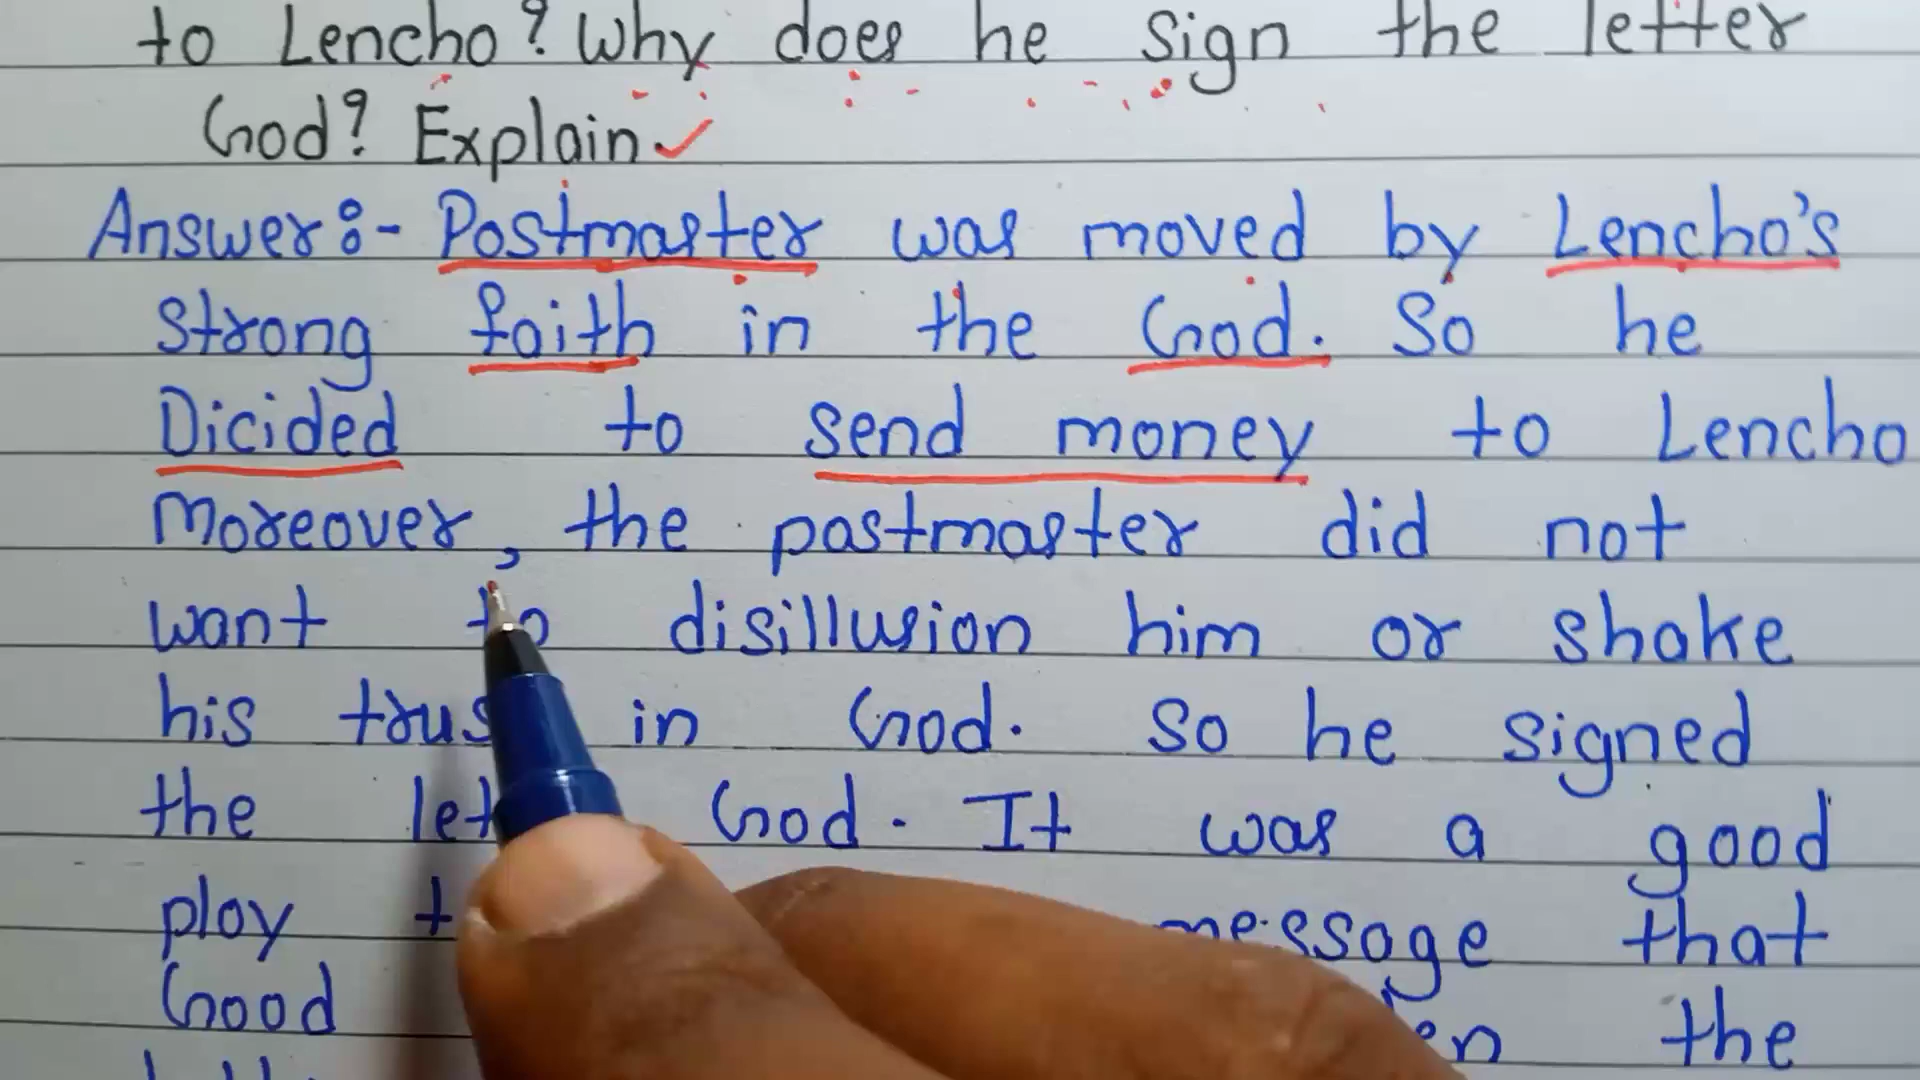 to Lencho? Why does he sign the letter
God? Explain.
Answer:- Postmaster was moved by Lencho's
strong faith in the God. So he
Dicided to send money to Lencho
Moreover, the postmaster did not
want to disillusion him or shake
his in God. So he signed
the God. It was a good
ploy message that
Good the